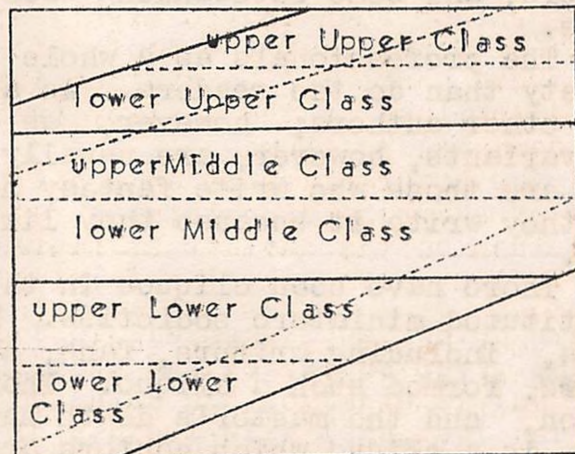 upper Upper Class
lower Upper Class
upperMiddle Class
lower Middle Class
upper Lower Class
lower Lower
Class